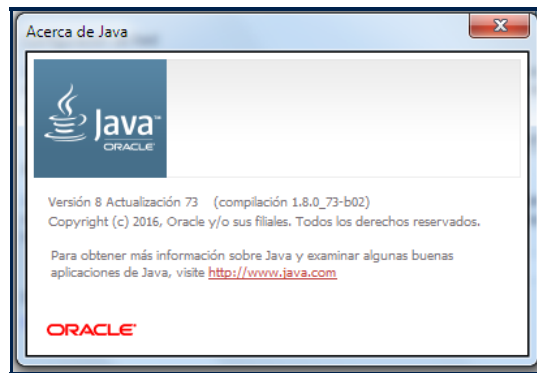 Acerca de Java
Java™
ORACLE
Versión 8 Actualización 73 (compilación 1.8.0_73-b02)
Copyright (c) 2016, Oracle y/o sus filiales. Todos los derechos reservados.
Para obtener más información sobre Java y examinar algunas buenas
aplicaciones de Java, visite http://www.java.com
ORACLE